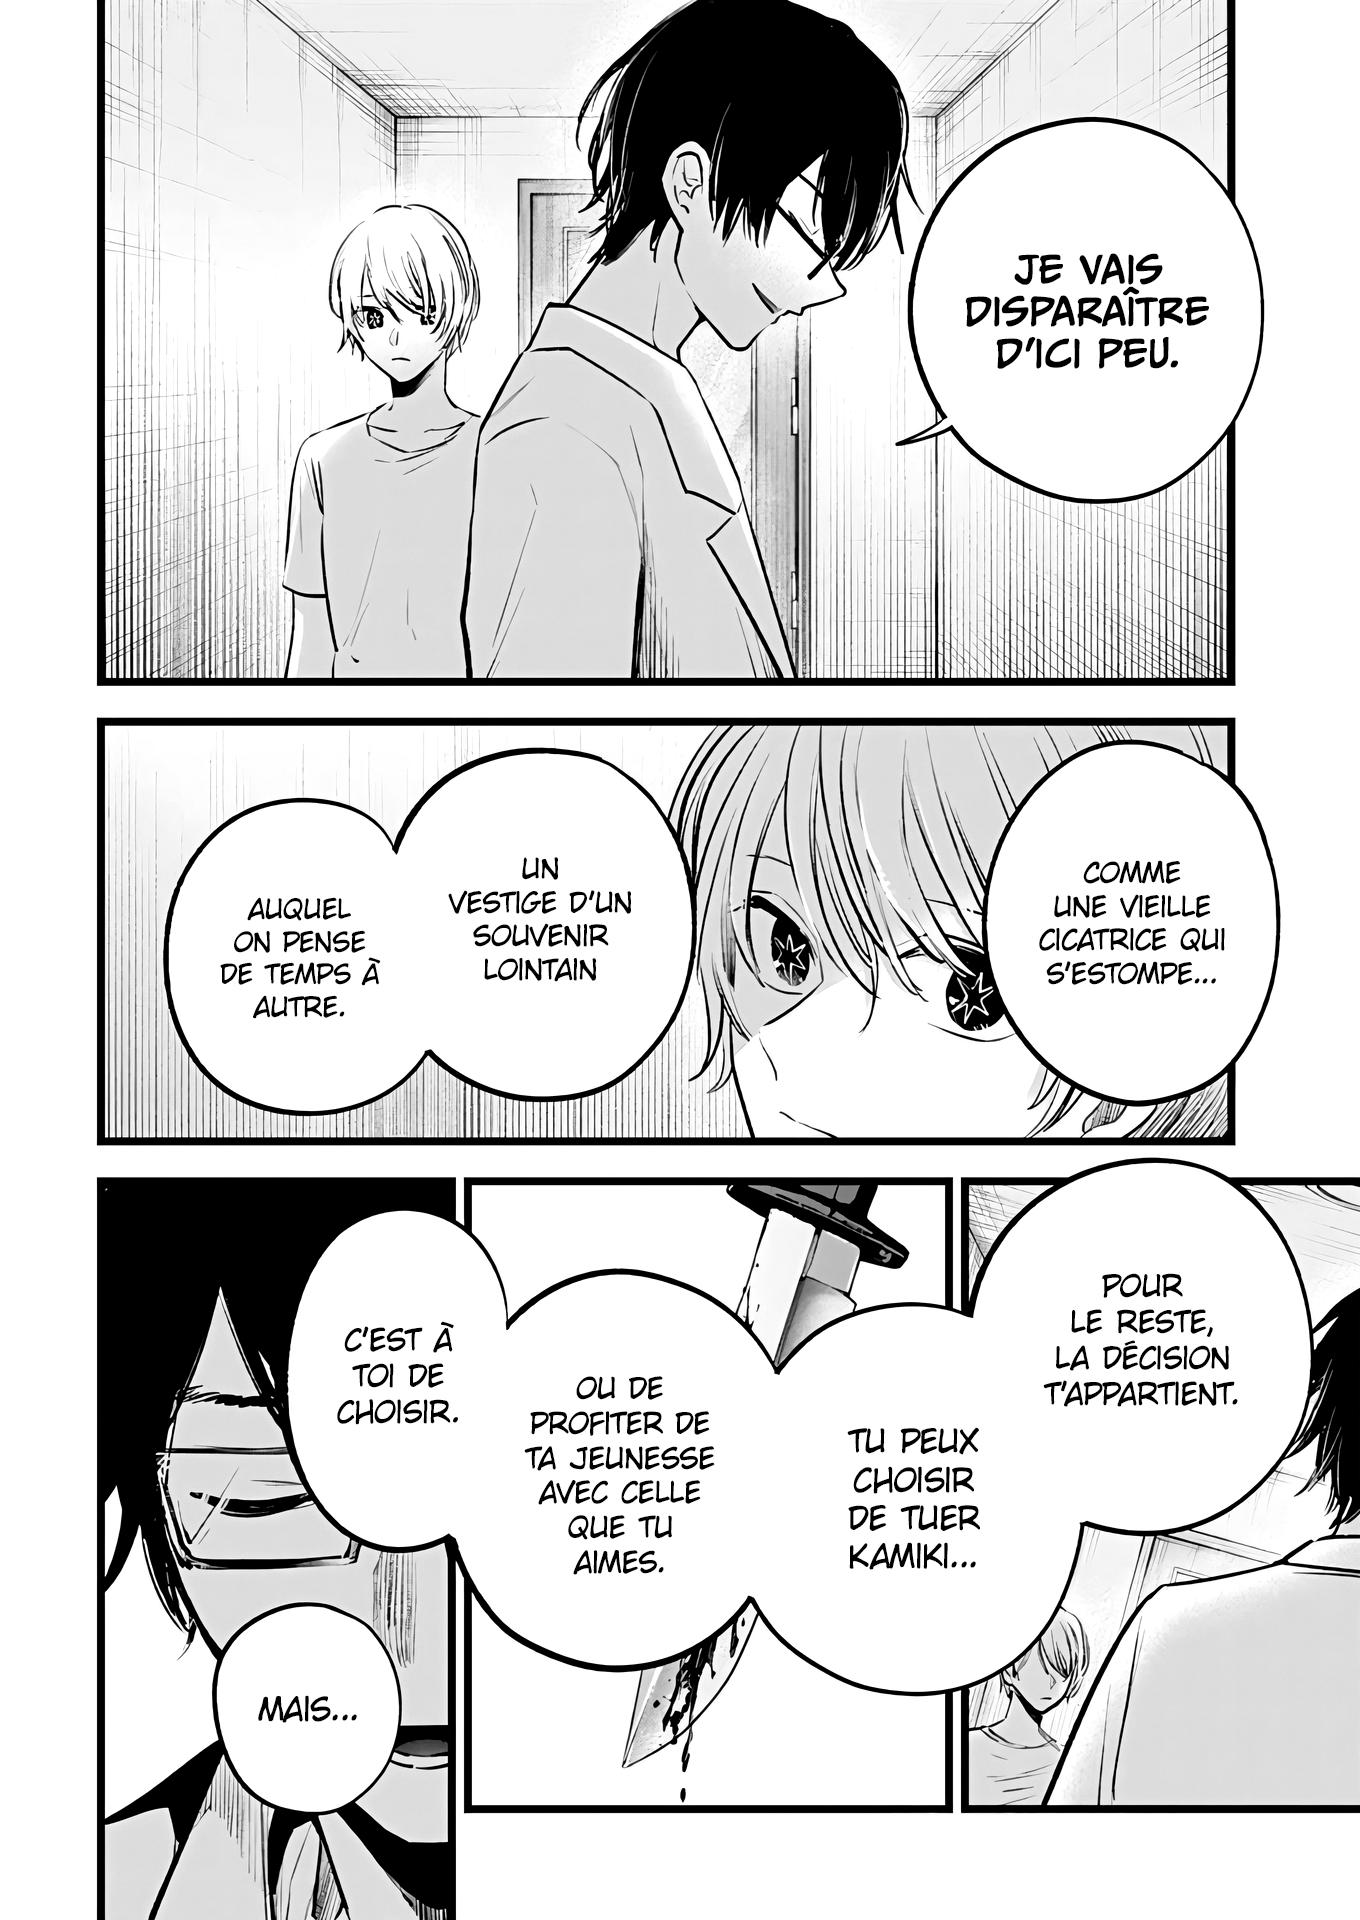 JE VAIS
DISPARAÎTRE
D'ICI PEU.
COMME
UNE VIEILLE
CICATRICE QUI
S'ESTOMPE...
UN
VESTIGE D'UN
SOUVENIR
LOINTAIN
AUQUEL
ON PENSE
DE TEMPS À
AUTRE.
POUR
LE RESTE,
LA DÉCISION
T'APPARTIENT.
TU PEUX
CHOISIR
DE TUER
KAMIKI...
OU DE
PROFITER DE
TA JEUNESSE
AVEC CELLE
QUE TU
AIMES.
C'EST À
TOI DE
CHOISIR.
MAIS...